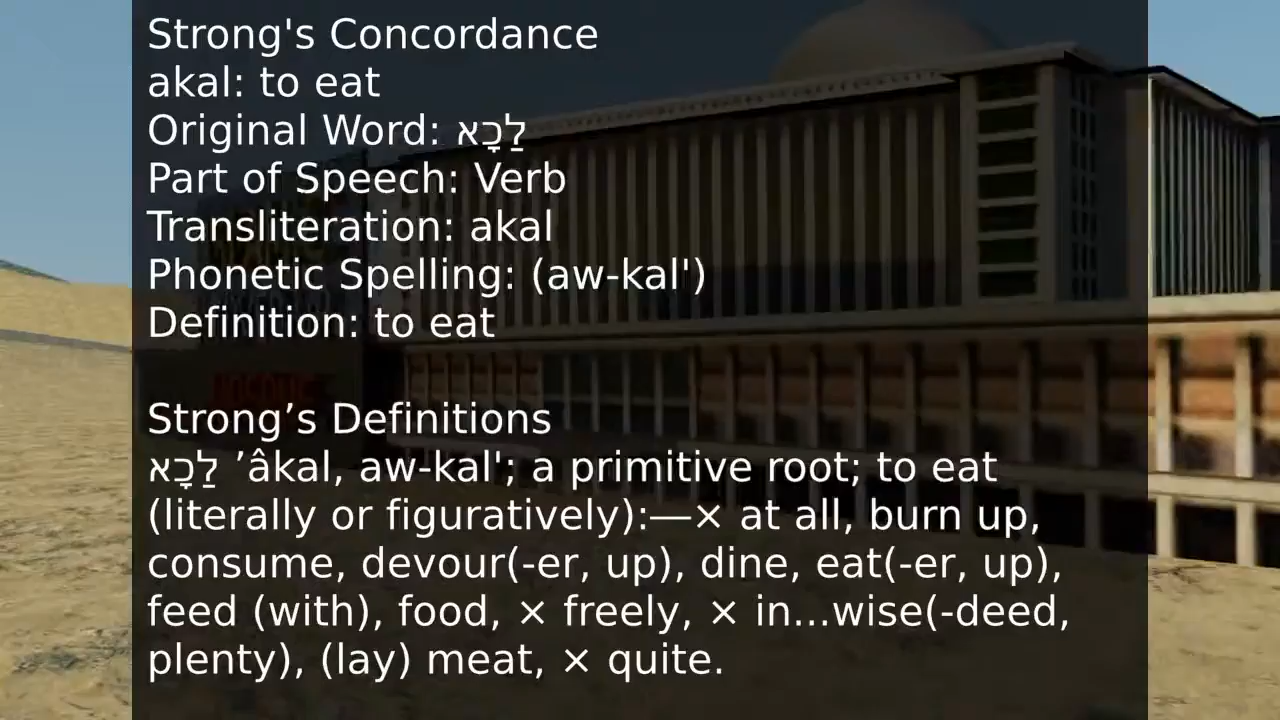 Strong's Concordance
akal: to eat
Original Word: לַכָא
Part of Speech: Verb
Transliteration: akal
Phonetic Spelling: (aw-kal')
Definition: to eat
Strong’s Definitions
לַכָא ’âkal, aw-kal'; a primitive root; to eat
(literally or figuratively):—× at all, burn up,
consume, devour(-er, up), dine, eat(-er, up),
feed (with), food, × freely, × in...wise(-deed,
plenty), (lay) meat, × quite.